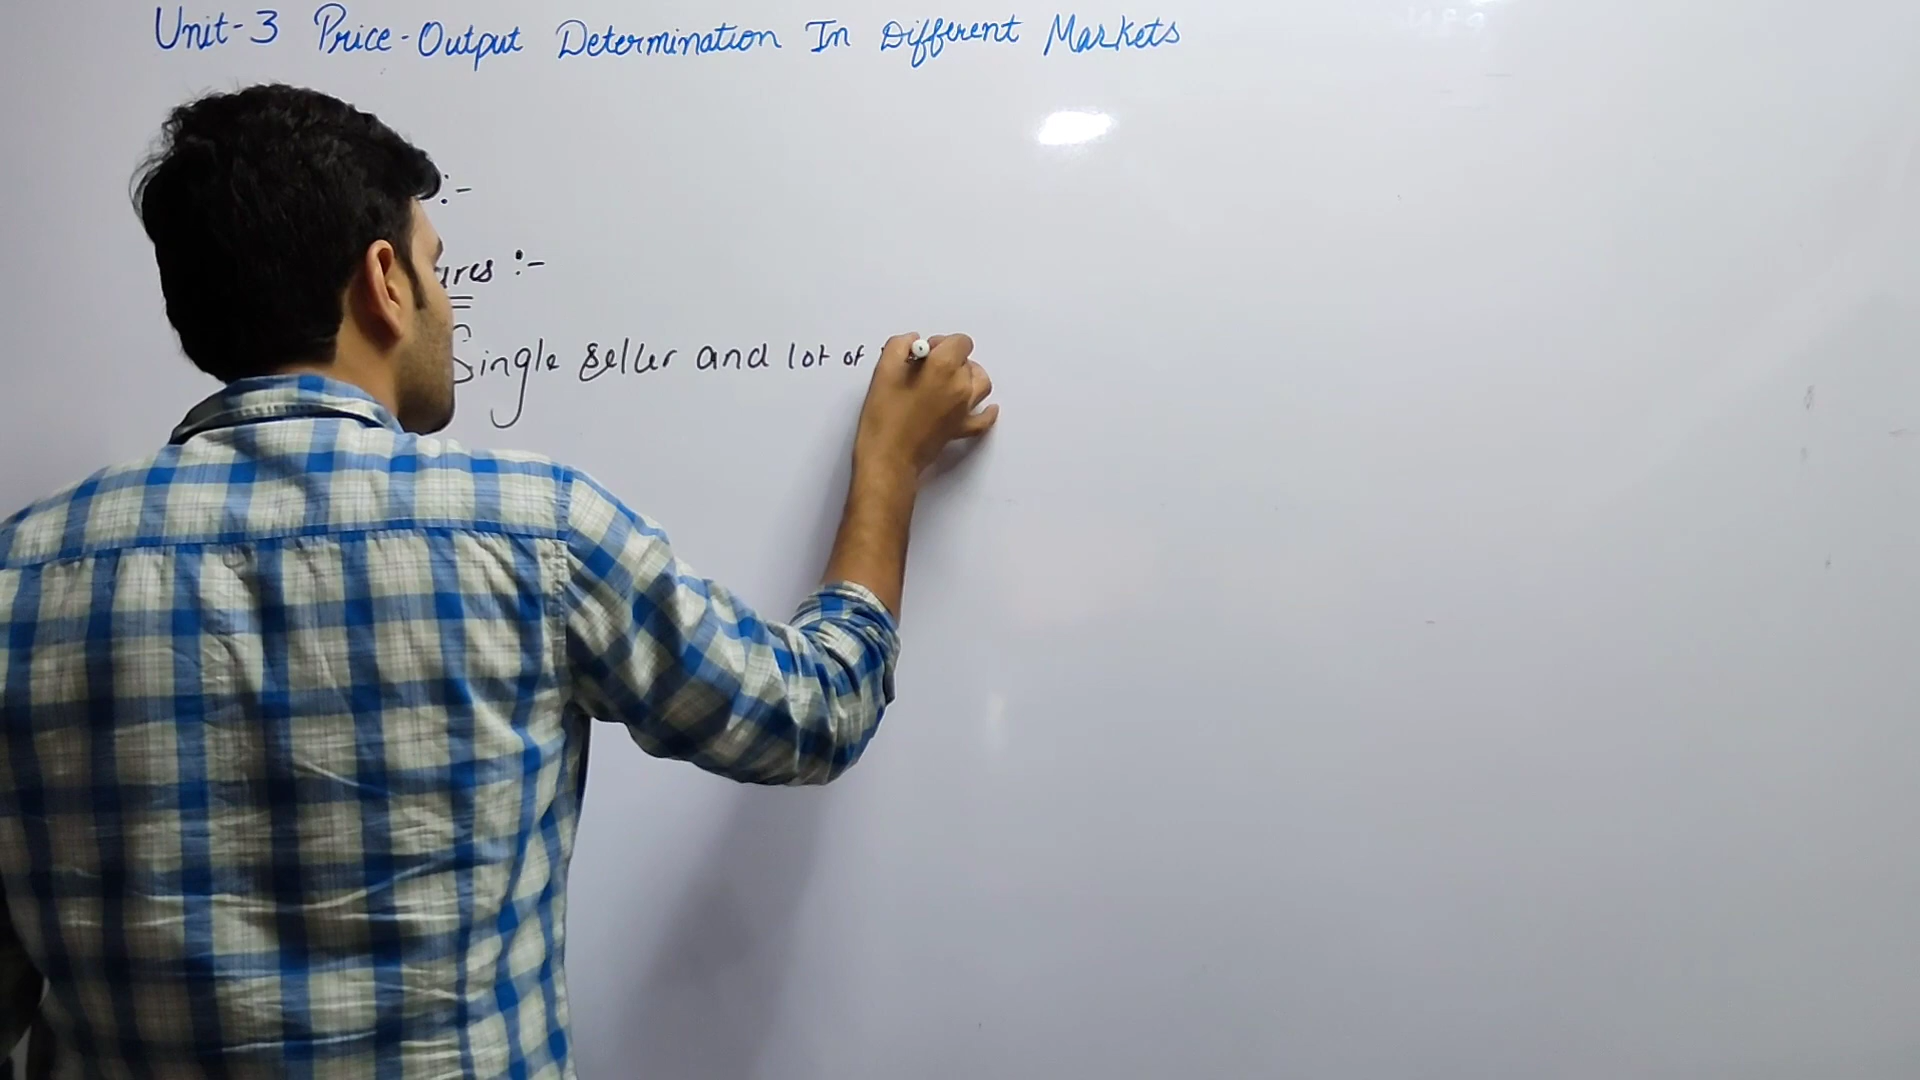 Unit-3 Price-Output Determination In Different Markets
:-
ures :-
Single seller and lot of